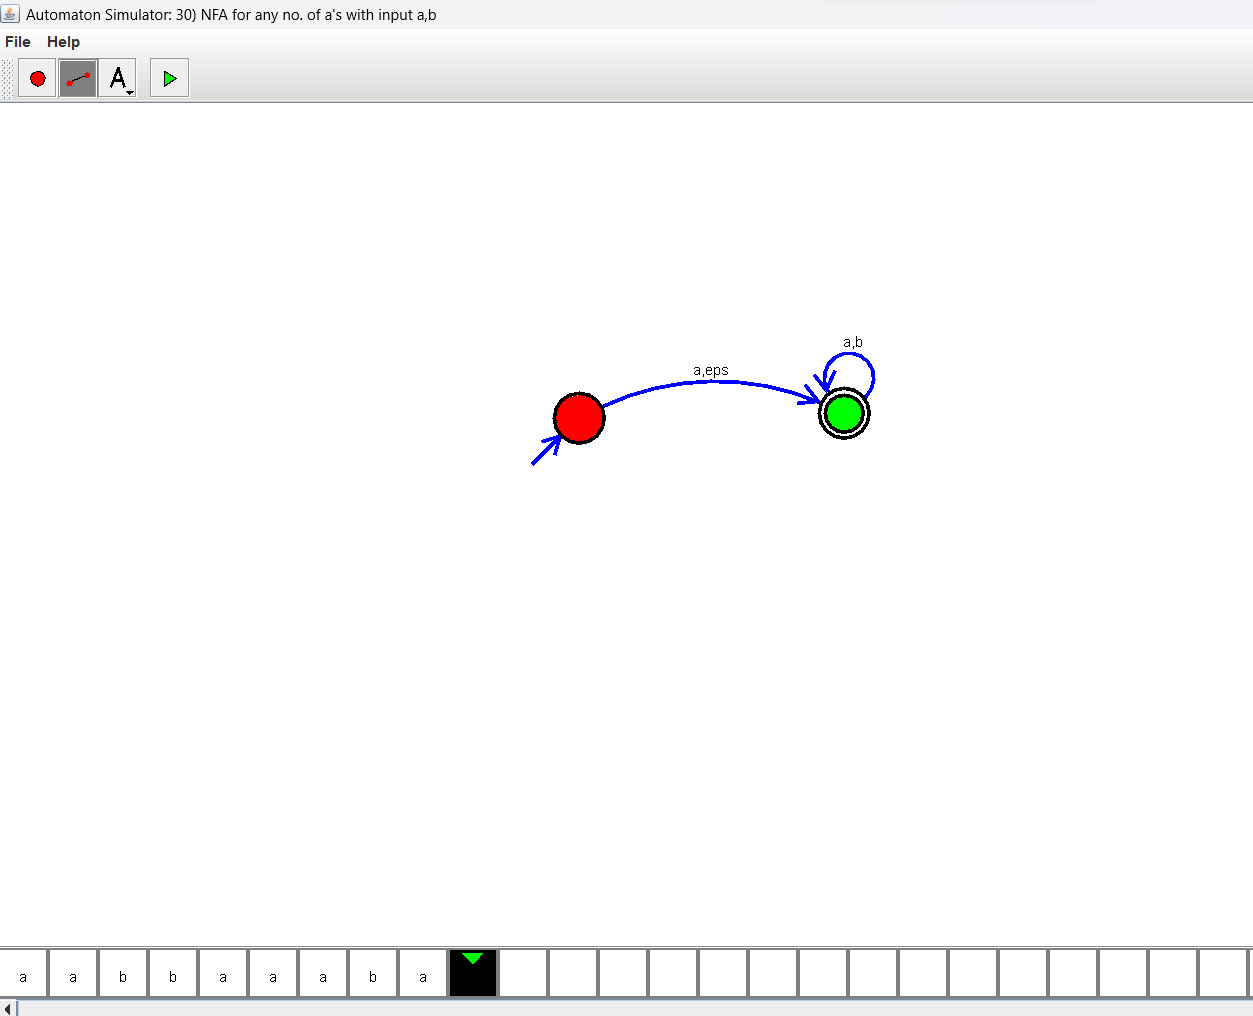 Automaton Simulator: 30) NFA for any no. of a's with input a,b
File Help
A
a,b
a,eps
a a b b a a a b a